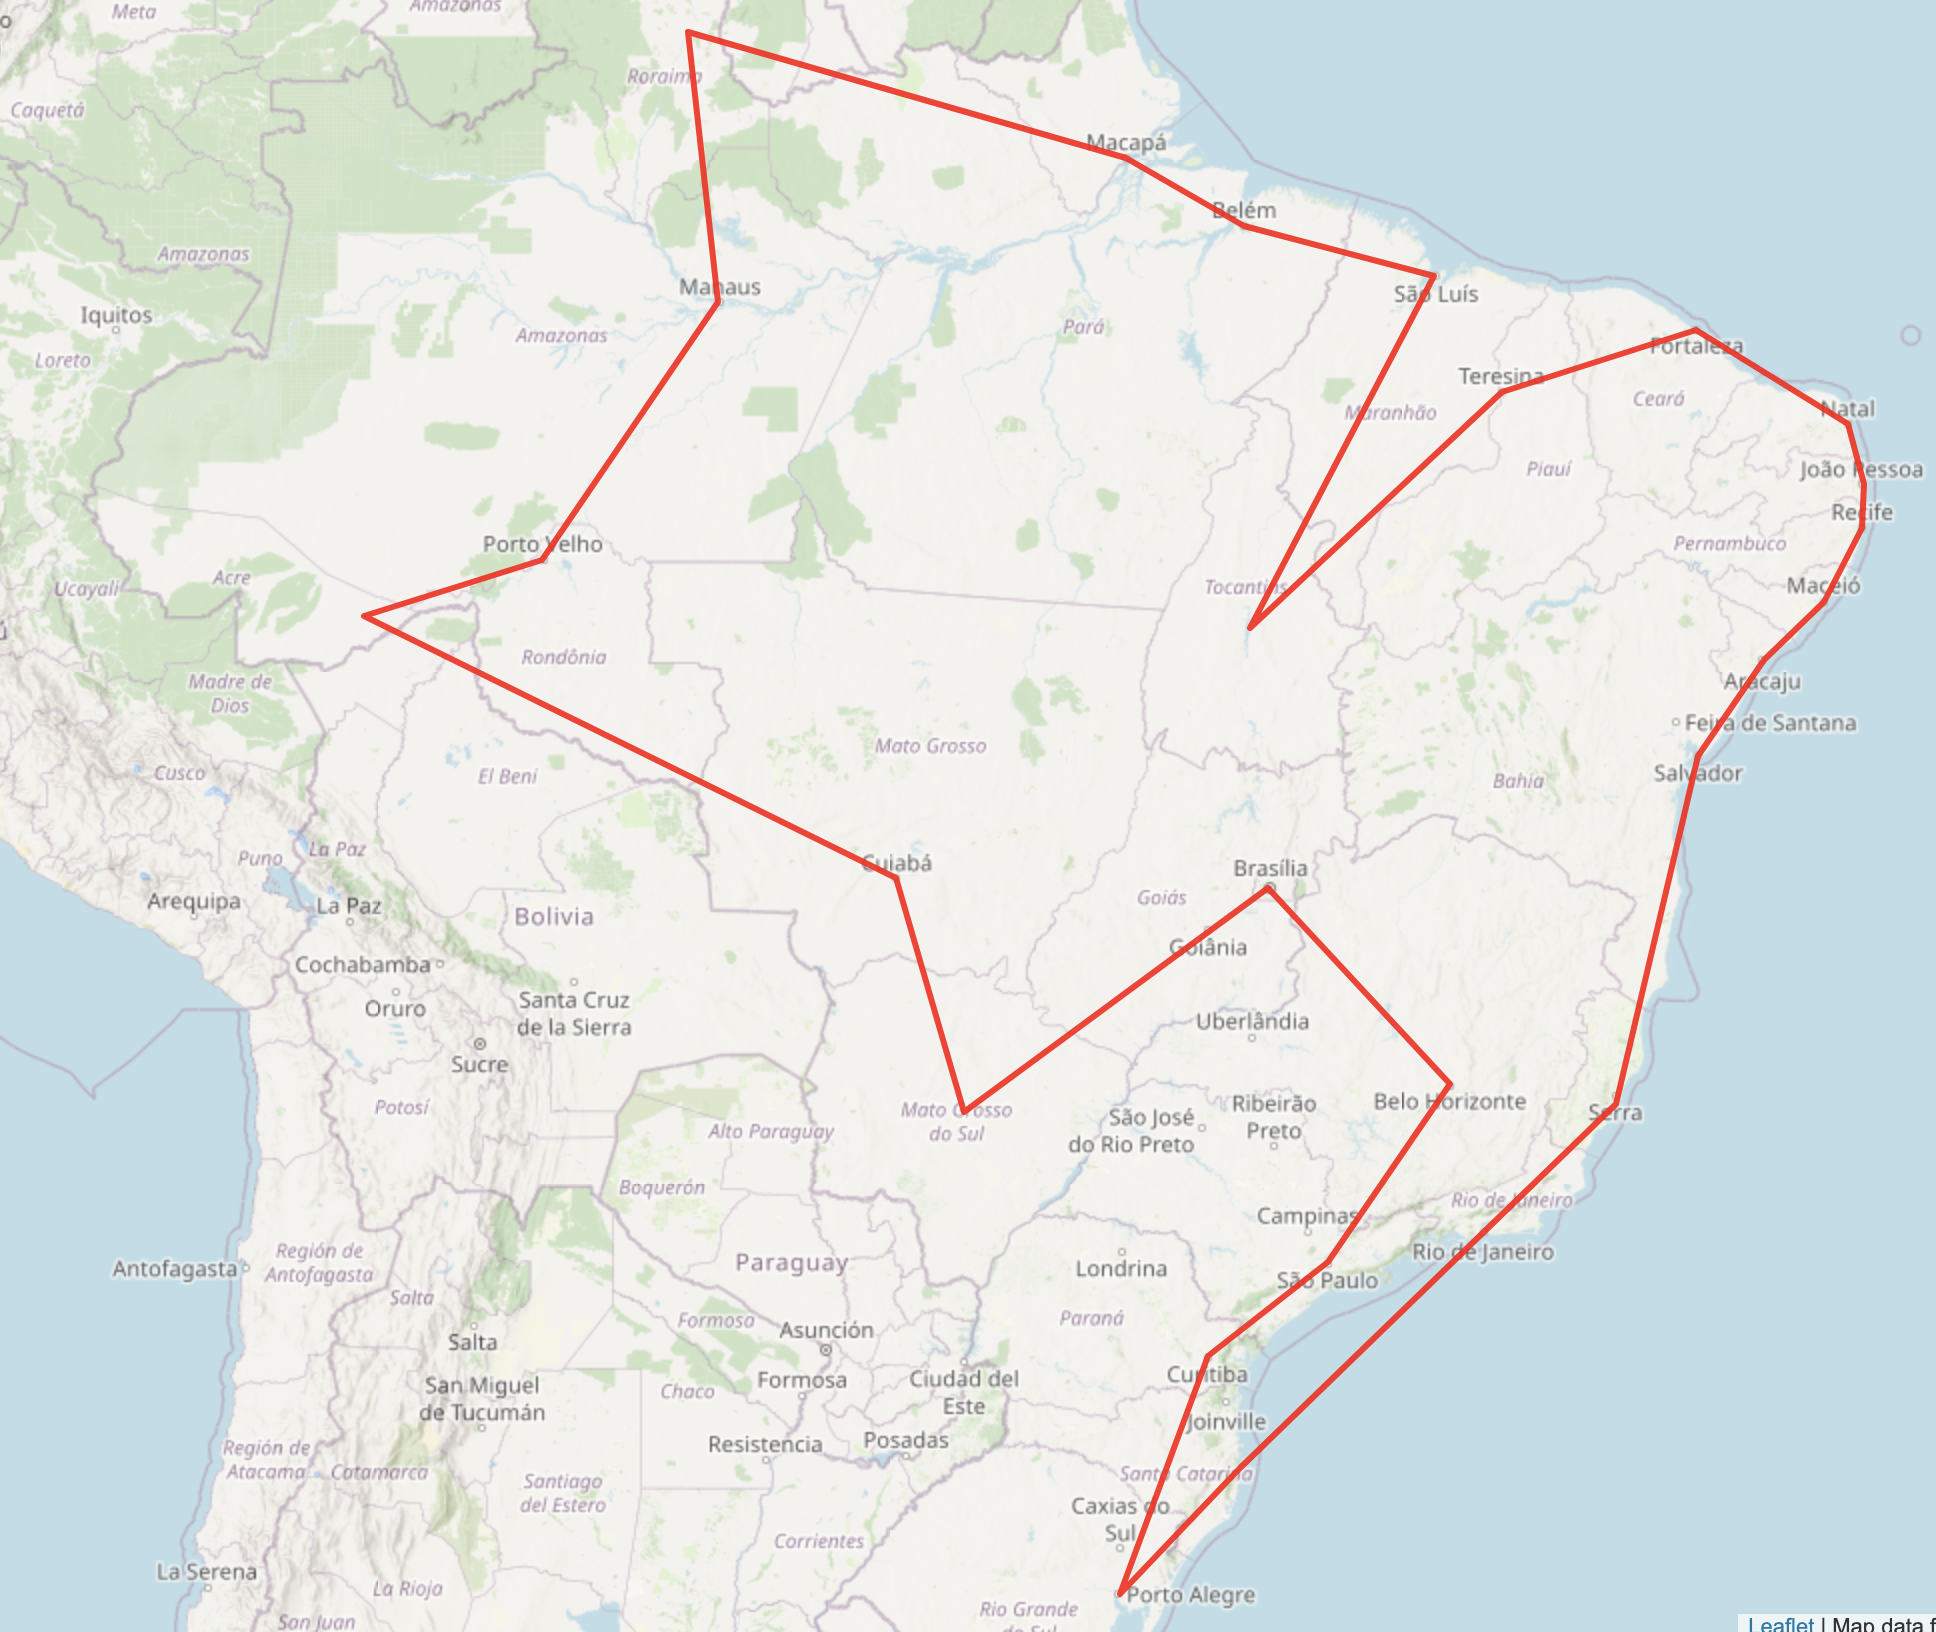 Meta
Amazonas
Roraima
Caquetá
Macapá
Belém
Amazonas
Manaus
São Luís
Iquitos
Amazonas
Pará
Loreto
Fortaleza
Teresina
Ceará
Maranhão
Natal
Piauí
João Pessoa
Recife
Porto Velho
Pernambuco
Acre
Ucayali
Tocantins
Maceió
Rondônia
Madre de
Dios
Aracaju
Feira de Santana
Mato Grosso
Cusco
El Beni
Salvador
Bahia
Puno
La Paz
Cuiabá
Brasília
Arequipa
La Paz
Bolivia
Goiás
Goiânia
Cochabamba
Oruro
Santa Cruz
de la Sierra
Uberlândia
Sucre
Potosí
Mato Grosso
do Sul
São José
do Rio Preto
Ribeirão
Preto
Belo Horizonte
Serra
Alto Paraguay
Boquerón
Rio de Janeiro
Campinas
Región de
Antofagasta
Antofagasta
Paraguay
Londrina
Rio de Janeiro
São Paulo
Salta
Formosa
Asunción
Paraná
Salta
San Miguel
de Tucumán
Chaco
Formosa
Ciudad del
Este
Curitiba
Joinville
Región de
Atacama
Catamarca
Resistencia
Posadas
Santiago
del Estero
Santa Catarina
Caxias do
Sul
Corrientes
La Serena
La Rioja
San Juan
Porto Alegre
Rio Grande
do Sul
Leaflet | Map data f